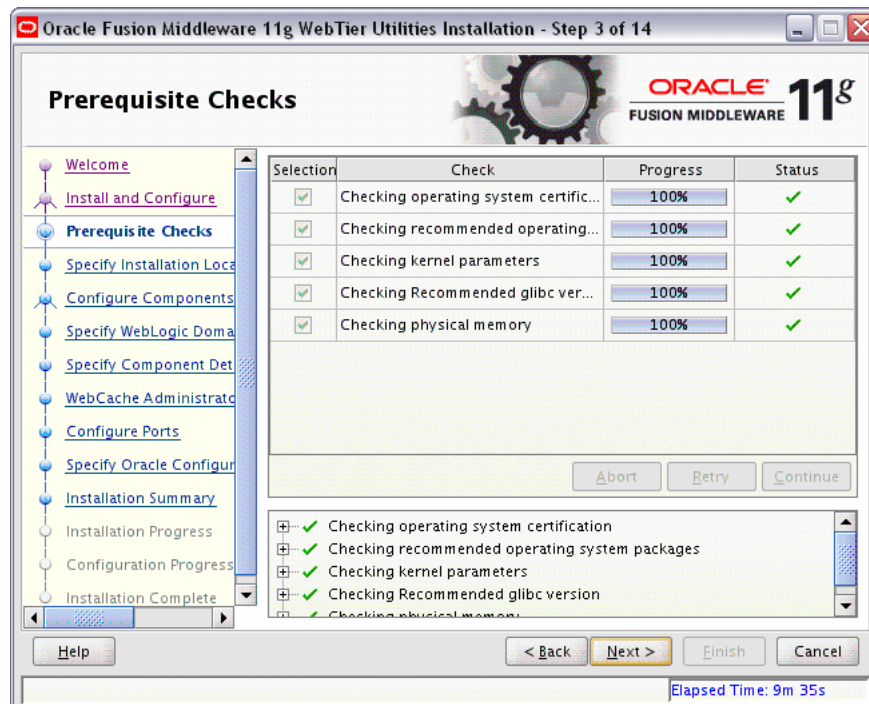 Oracle Fusion Middleware 11g WebTier Utilities Installation - Step 3 of 14
Prerequisite Checks
ORACLE
FUSION MIDDLEWARE
11g
Welcome
Install and Configure
Prerequisite Checks
Specify Installation Loca
Configure Components
Specify WebLogic Doma
Specify Component Det
WebCache Administrato
Configure Ports
Specify Oracle Configur
Installation Summary
Installation Progress
Configuration Progress
Installation Complete
Selection Check Progress Status
Checking operating system certific... 100%
Checking recommended operating... 100%
Checking kernel parameters 100%
Checking Recommended glibc ver... 100%
Checking physical memory 100%
Abort Retry Continue
Checking operating system certification
Checking recommended operating system packages
Checking kernel parameters
Checking Recommended glibc version
Checking physical memory
Help < Back Next > Finish Cancel
Elapsed Time: 9m 35s